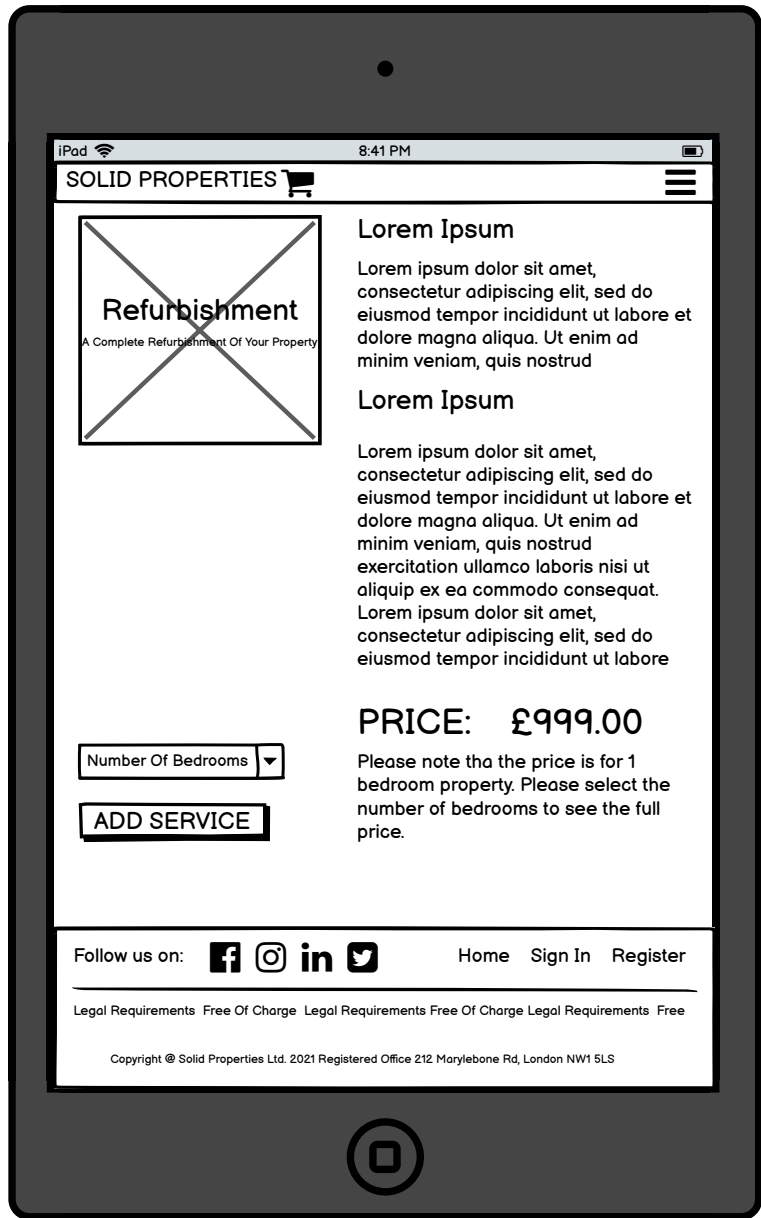 iPad 8:41 PM
SOLID PROPERTIES
Refurbishment
A Complete Refurbishment Of Your Property
Lorem Ipsum
Lorem ipsum dolor sit amet,
consectetur adipiscing elit, sed do
eiusmod tempor incididunt ut labore et
dolore magna aliqua. Ut enim ad
minim veniam, quis nostrud
Lorem Ipsum
Lorem ipsum dolor sit amet,
consectetur adipiscing elit, sed do
eiusmod tempor incididunt ut labore et
dolore magna aliqua. Ut enim ad
minim veniam, quis nostrud
exercitation ullamco laboris nisi ut
aliquip ex ea commodo consequat.
Lorem ipsum dolor sit amet,
consectetur adipiscing elit, sed do
eiusmod tempor incididunt ut labore
PRICE: £999.00
Please note tha the price is for 1
bedroom property. Please select the
number of bedrooms to see the full
price.
Number Of Bedrooms
ADD SERVICE
Follow us on: Home Sign In Register
Legal Requirements Free Of Charge Legal Requirements Free Of Charge Legal Requirements Free
Copyright @ Solid Properties Ltd. 2021 Registered Office 212 Marylebone Rd, London NW1 5LS